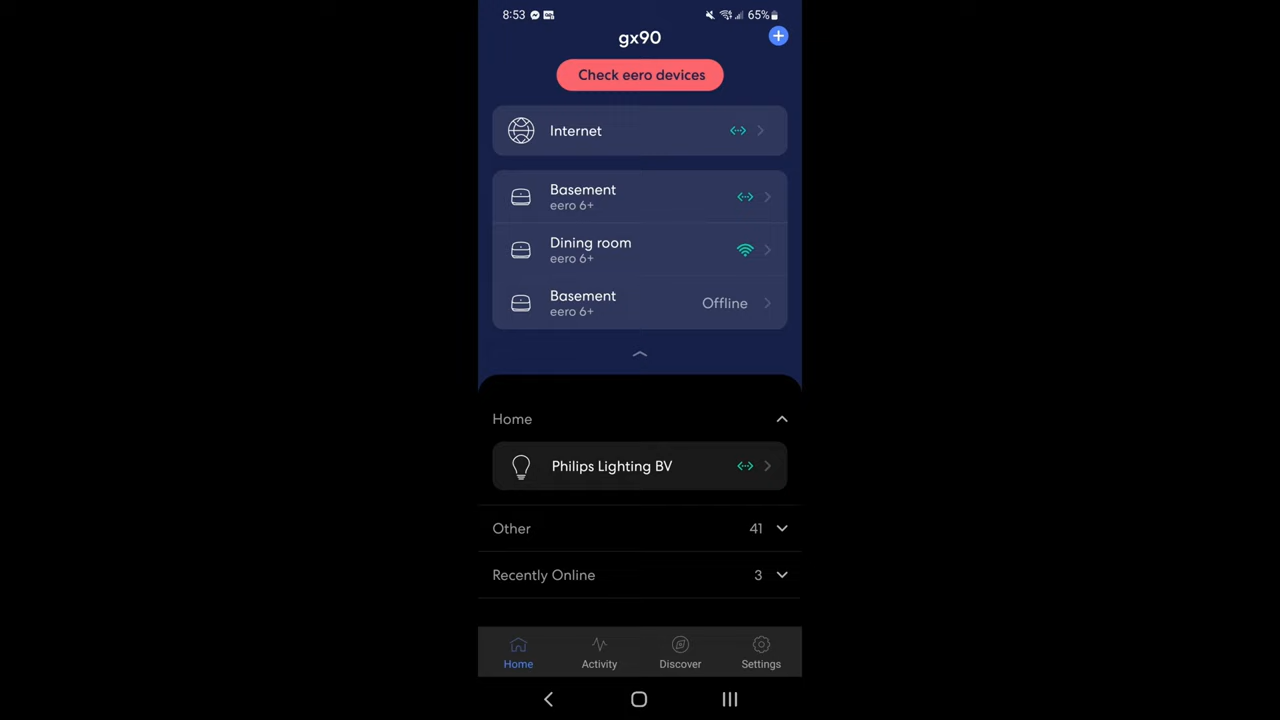 8:53
65%
gx90
Check eero devices
Internet
Basement
eero 6+
Dining room
eero 6+
Basement
eero 6+
Offline
Home
Philips Lighting BV
Other 41
Recently Online 3
Home Activity Discover Settings